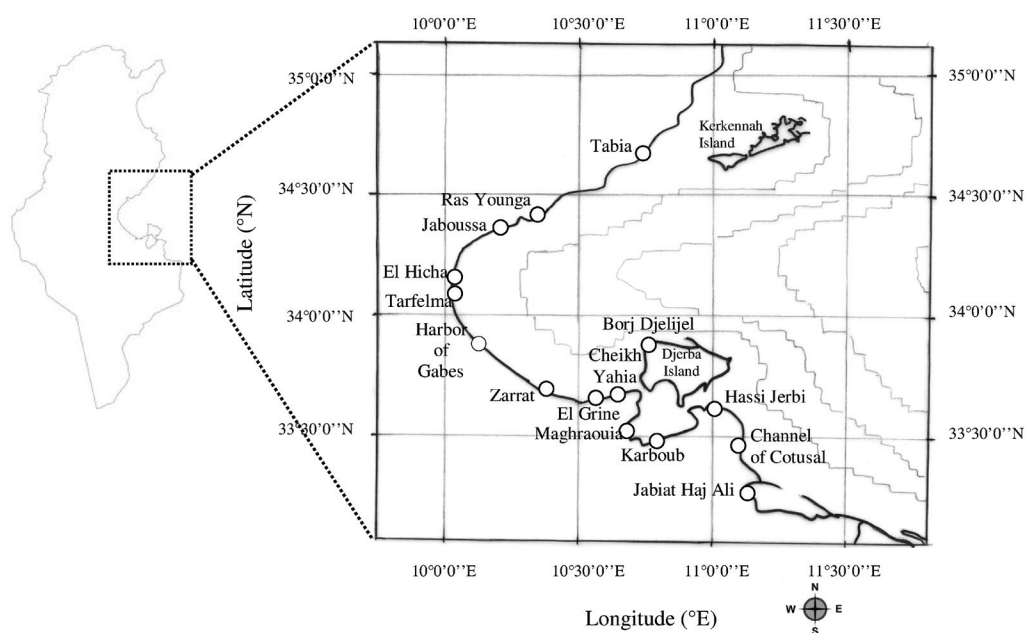 10°0'0''E 10°30'0''E 11°0'0''E 11°30'0''E
35°0'0''N 35°0'0''N
Kerkennah
Island
Tabia
34°30'0''N 34°30'0''N
Ras Younga
Jaboussa
Latitude (°N)
El Hicha
Tarfelma
34°0'0''N 34°0'0''N
Harbor
of
Gabes
Borj Djelijel
Cheikh
Yahia
Djerba
Island
Zarrat
El Grine
Hassi Jerbi
Maghraouia
33°30'0''N 33°30'0''N
Karboub
Channel
of Cotusal
Jabiat Haj Ali
10°0'0''E 10°30'0''E 11°0'0''E 11°30'0''E
Longitude (°E)
N
W E
S